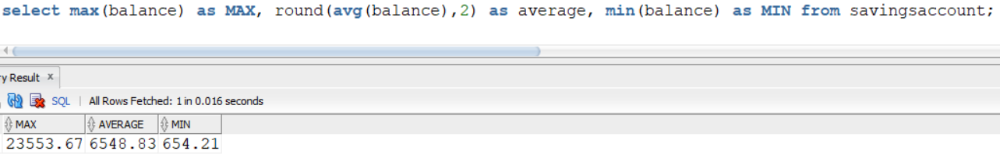 select max(balance) as MAX, round(avg(balance),2) as average, min(balance) as MIN from savingsaccount;
ry Result x
SQL | All Rows Fetched: 1 in 0.016 seconds
MAX AVERAGE MIN
23553.67 6548.83 654.21